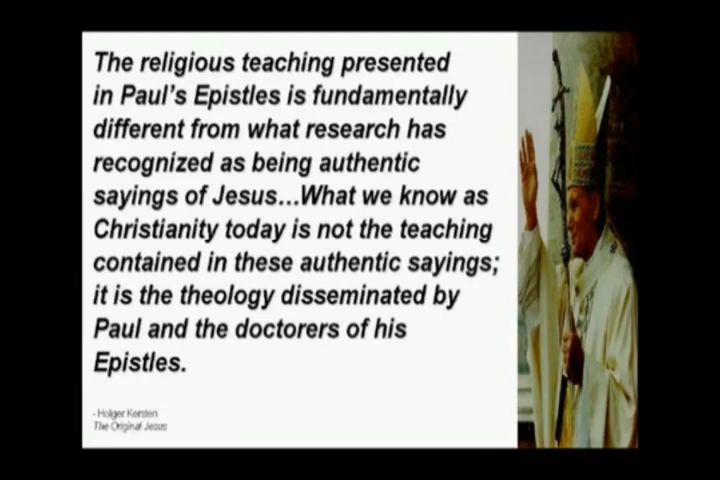 The religious teaching presented
in Paul's Epistles is fundamentally
different from what research has
recognized as being authentic
sayings of Jesus...What we know as
Christianity today is not the teaching
contained in these authentic sayings;
it is the theology disseminated by
Paul and the doctorers of his
Epistles.
- Holger Kersten
The Original Jesus